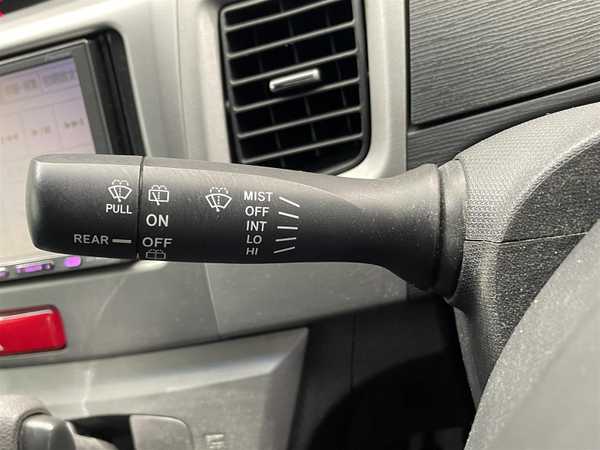 PULL
REAR
ON
OFF
MIST
OFF
INT
LO
HI